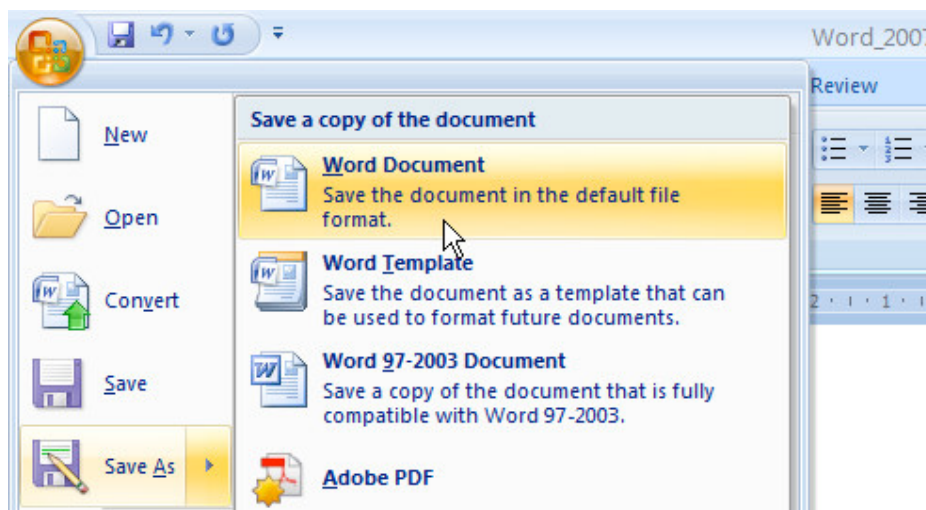 Word_2007
Review
New
Open
Convert
Save
Save As
Save a copy of the document
Word Document
Save the document in the default file
format.
Word Template
Save the document as a template that can
be used to format future documents.
Word 97-2003 Document
Save a copy of the document that is fully
compatible with Word 97-2003.
Adobe PDF
2 · ı · 1 · ı